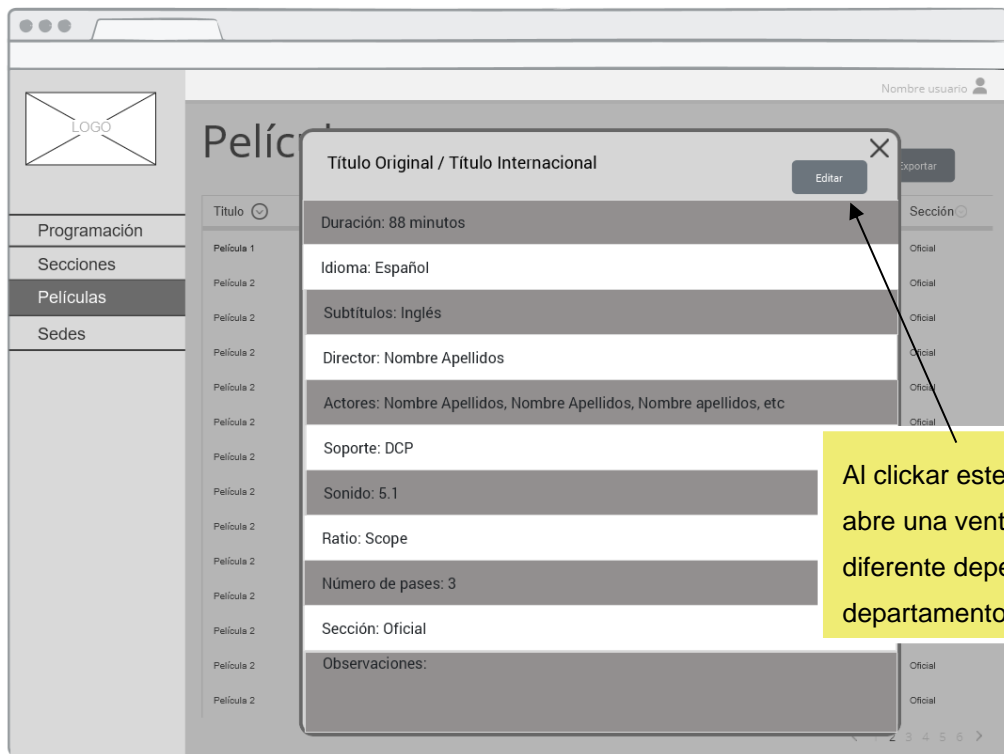 Nombre usuario
LOGO
Pelíc
Exportar
Título Original / Título Internacional
Editar
Programación
Secciones
Películas
Sedes
Titulo
Sección
Película 1
Oficial
Película 2
Oficial
Película 2
Oficial
Película 2
Oficial
Película 2
Oficial
Película 2
Oficial
Película 2
Película 2
Película 2
Película 2
Película 2
Película 2
Película 2
Oficial
Película 2
Oficial
Duración: 88 minutos
Idioma: Español
Subtítulos: Inglés
Director: Nombre Apellidos
Actores: Nombre Apellidos, Nombre Apellidos, Nombre apellidos, etc
Soporte: DCP
Sonido: 5.1
Ratio: Scope
Número de pases: 3
Sección: Oficial
Observaciones:
Al clickar este
abre una vent
diferente depe
departamento
2 3 4 5 6